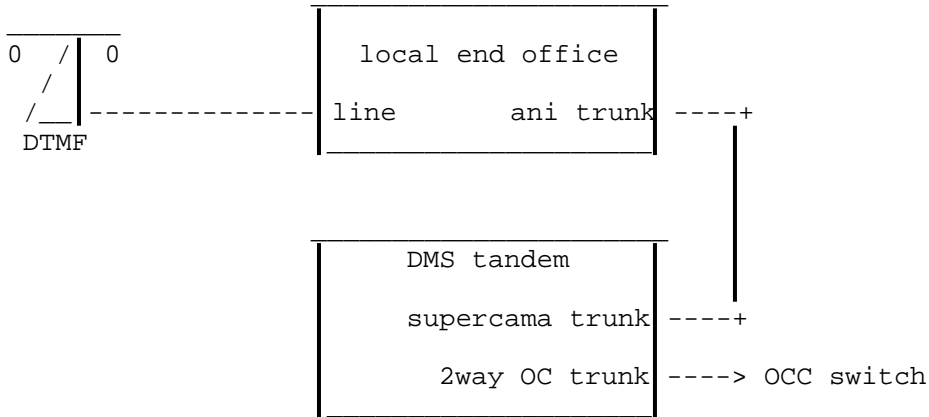 0 / 0
local end office
line ani trunk ----+
DTMF
DMS tandem
supercama trunk ----+
2way OC trunk ----> OCC switch